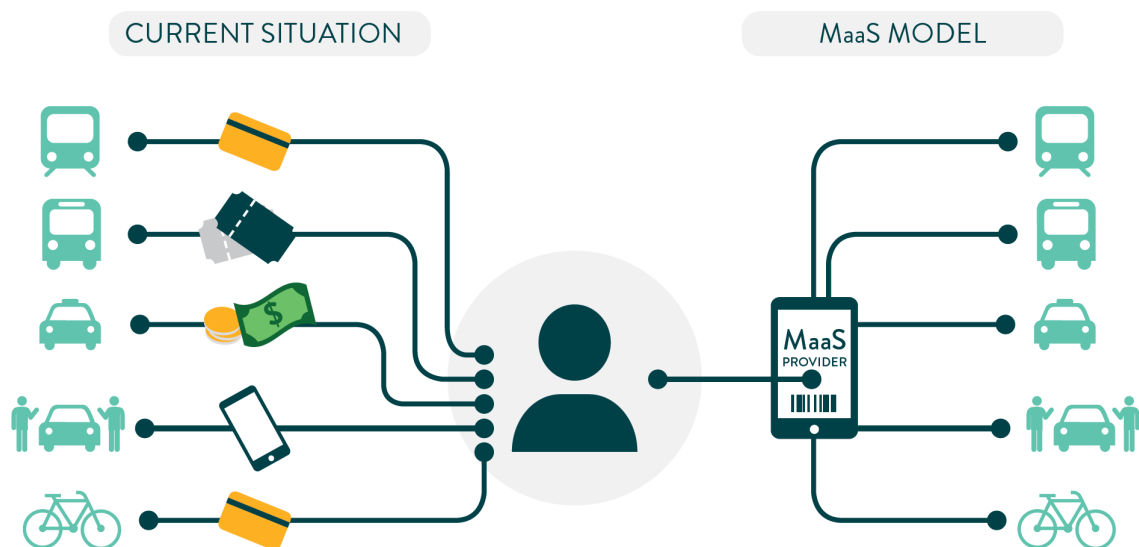 CURRENT SITUATION
MaaS MODEL
$
MaaS
PROVIDER